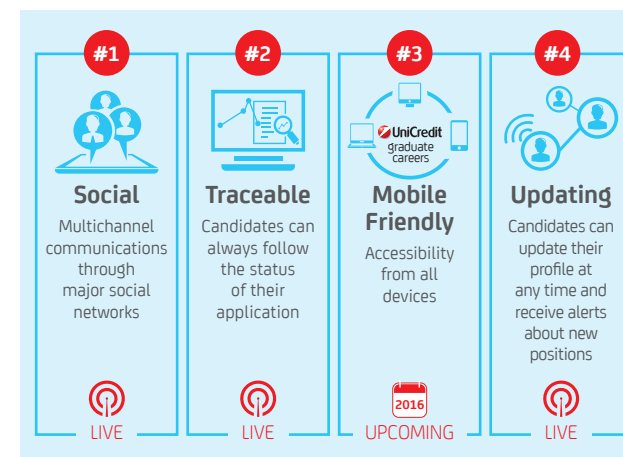 #1
Social
Multichannel
communications
through
major social
networks
LIVE
#2
Traceable
Candidates can
always follow
the status
of their
application
LIVE
#3
UniCredit
graduate
careers
Mobile
Friendly
Accessibility
from all
devices
2016
UPCOMING
#4
Updating
Candidates can
update their
profile at
any time and
receive alerts
about new
positions
LIVE